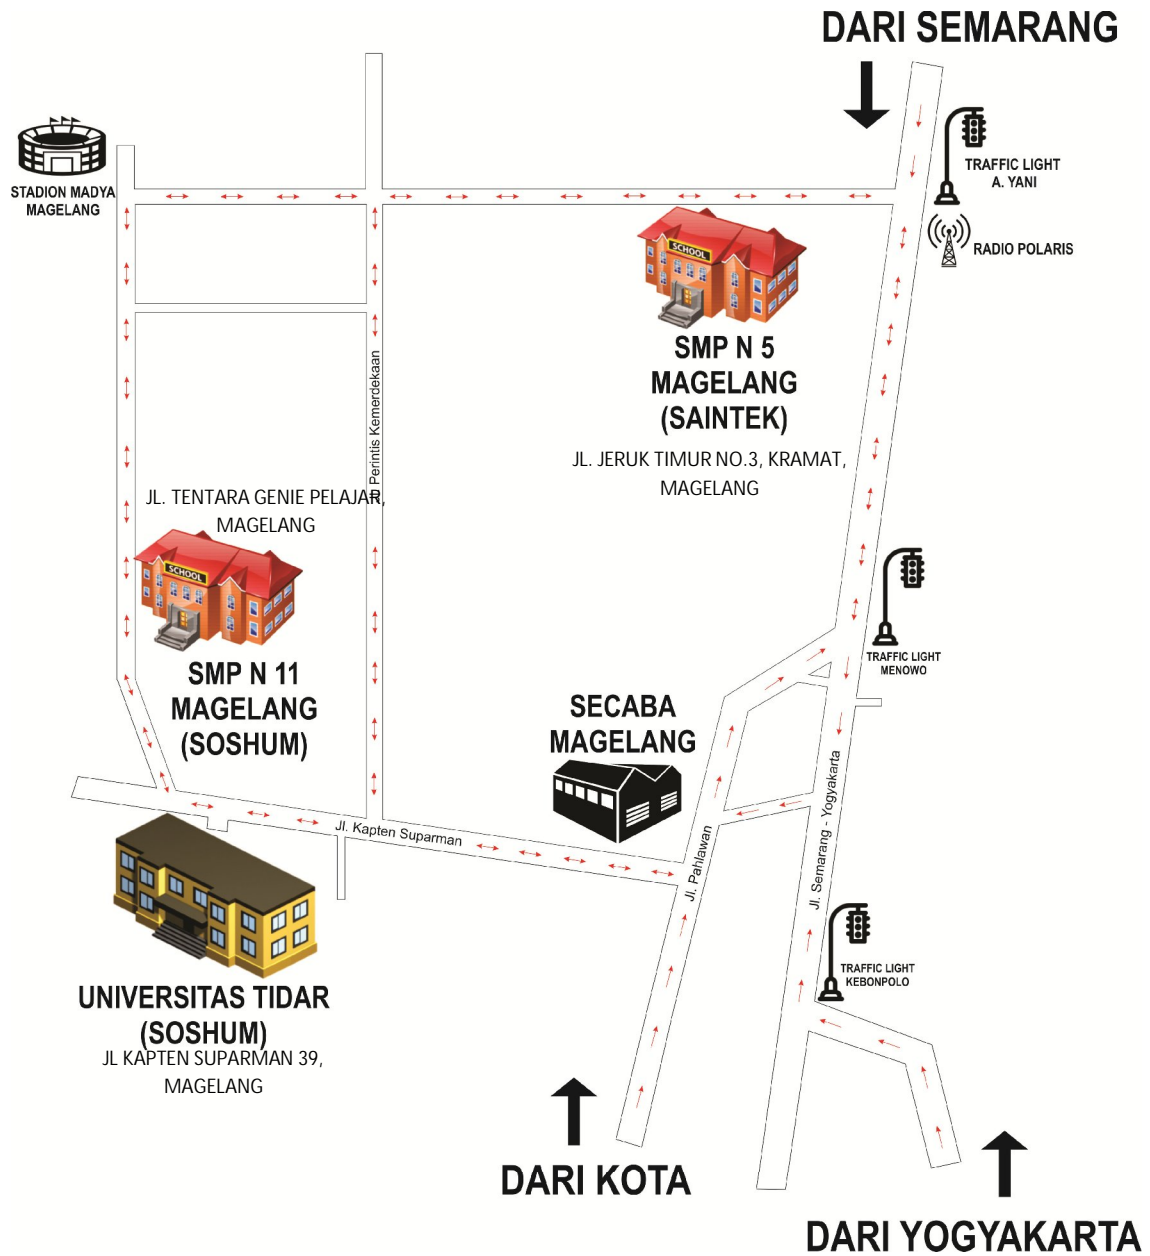 DARI SEMARANG
TRAFFIC LIGHT
A. YANI
STADION MADYA
MAGELANG
RADIO POLARIS
SCHOOL
SMP N 5
MAGELANG
(SAINTEK)
JL. JERUK TIMUR NO.3, KRAMAT,
MAGELANG
Jl Perintis Kemerdekaan
JL. TENTARA GENIE PELAJAR,
MAGELANG
SCHOOL
SMP N 11
MAGELANG
(SOSHUM)
TRAFFIC LIGHT
MENOWO
SECABA
MAGELANG
Jl. Kapten Suparman
Jl. Pahlawan
Jl. Semarang - Yogyakarta
TRAFFIC LIGHT
KEBONPOLO
UNIVERSITAS TIDAR
(SOSHUM)
JL KAPTEN SUPARMAN 39,
MAGELANG
DARI KOTA
DARI YOGYAKARTA